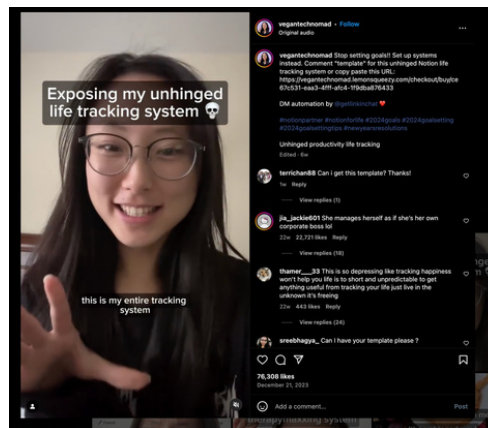 Exposing my unhinged
life tracking system 💀
this is my entire tracking
system
vegantechnomad • Follow
Original audio
vegantechnomad Stop setting goals!! Set up systems
instead. Comment "template" for this unhinged Notion life
tracking system or copy paste this URL:
https://vegantechnomad.lemonsqueezy.com/checkout/buy/ce
67c531-eaa3-4fff-afc4-1f9dba876433
DM automation by @getlinkinchat ❤️
#notionpartner #notionforlife #2024goals #2024goalsetting
#2024goalsettingtips #newyearsresolutions
Unhinged productivity life tracking
Edited · 6w
terrichan88 Can i get this template? Thanks!
1w Reply
View replies (1)
jia_jackie601 She manages herself as if she's her own
corporate boss lol
22w 22,721 likes Reply
View replies (18)
thamer___33 This is so depressing like tracking happiness
won't help you life is to short and unpredictable to get
anything useful from tracking your life just live in the
unknown it's freeing
22w 443 likes Reply
View replies (24)
sreebhagya_ Can I have your template please ?
76,308 likes
December 21, 2023
Add a comment...
Post